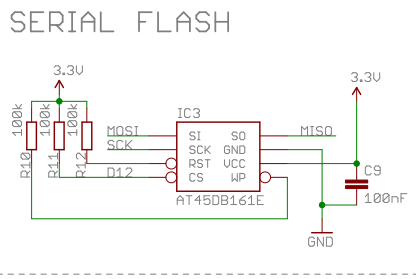 SERIAL FLASH
3.3V
3.3V
100k
100k
100k
R10
R11
R12
IC3
MOSI
SCK
D12
SI
SCK
RST
CS
SO
GND
VCC
WP
MISO
AT45DB161E
C9
100nF
GND